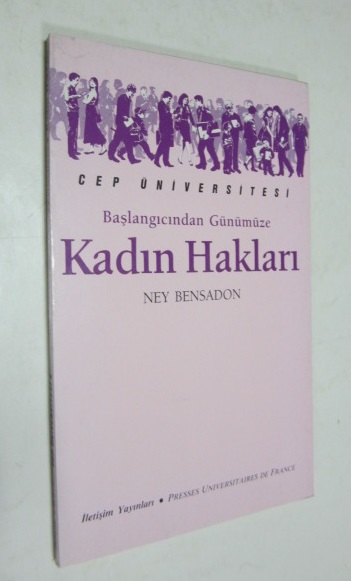 CEP ÜNİVERSİTESİ
Başlangıcından Günümüze
Kadın Hakları
NEY BENSADON
İletişim Yayınları • PRESSES UNIVERSITAIRES DE FRANCE